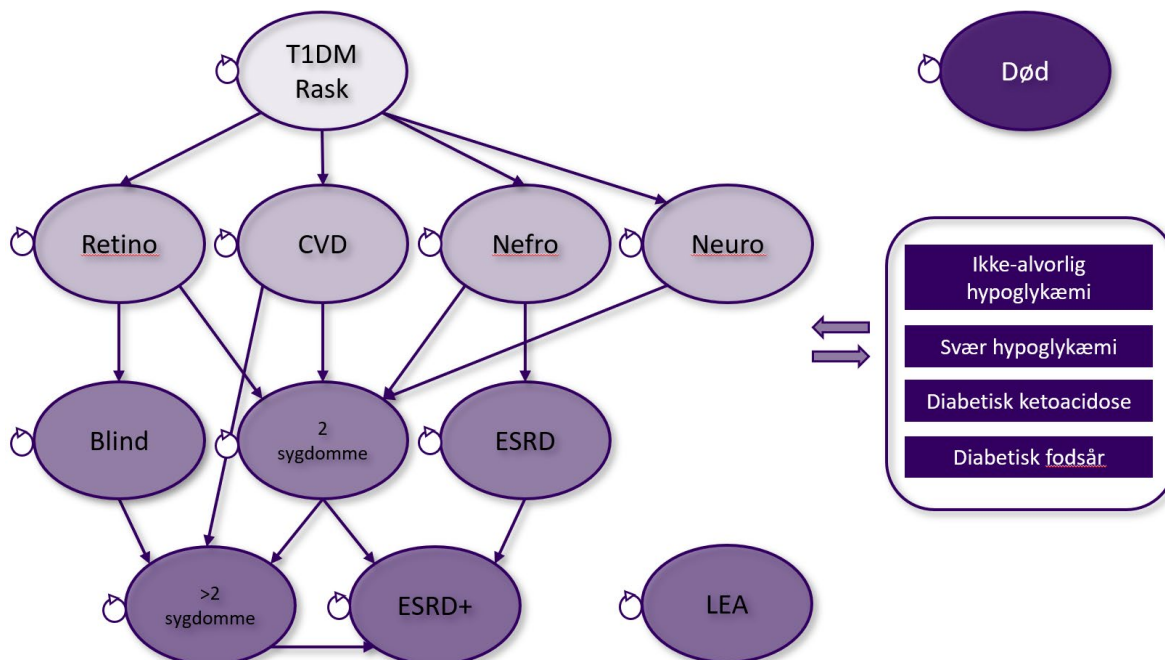 T1DM
Rask
Død
Retino
CVD
Nefro
Neuro
Ikke-alvorlig
hypoglykæmi
Svær hypoglykæmi
Diabetisk ketoacidose
Diabetisk fodsår
Blind
2
sygdomme
ESRD
>2
sygdomme
ESRD+
LEA